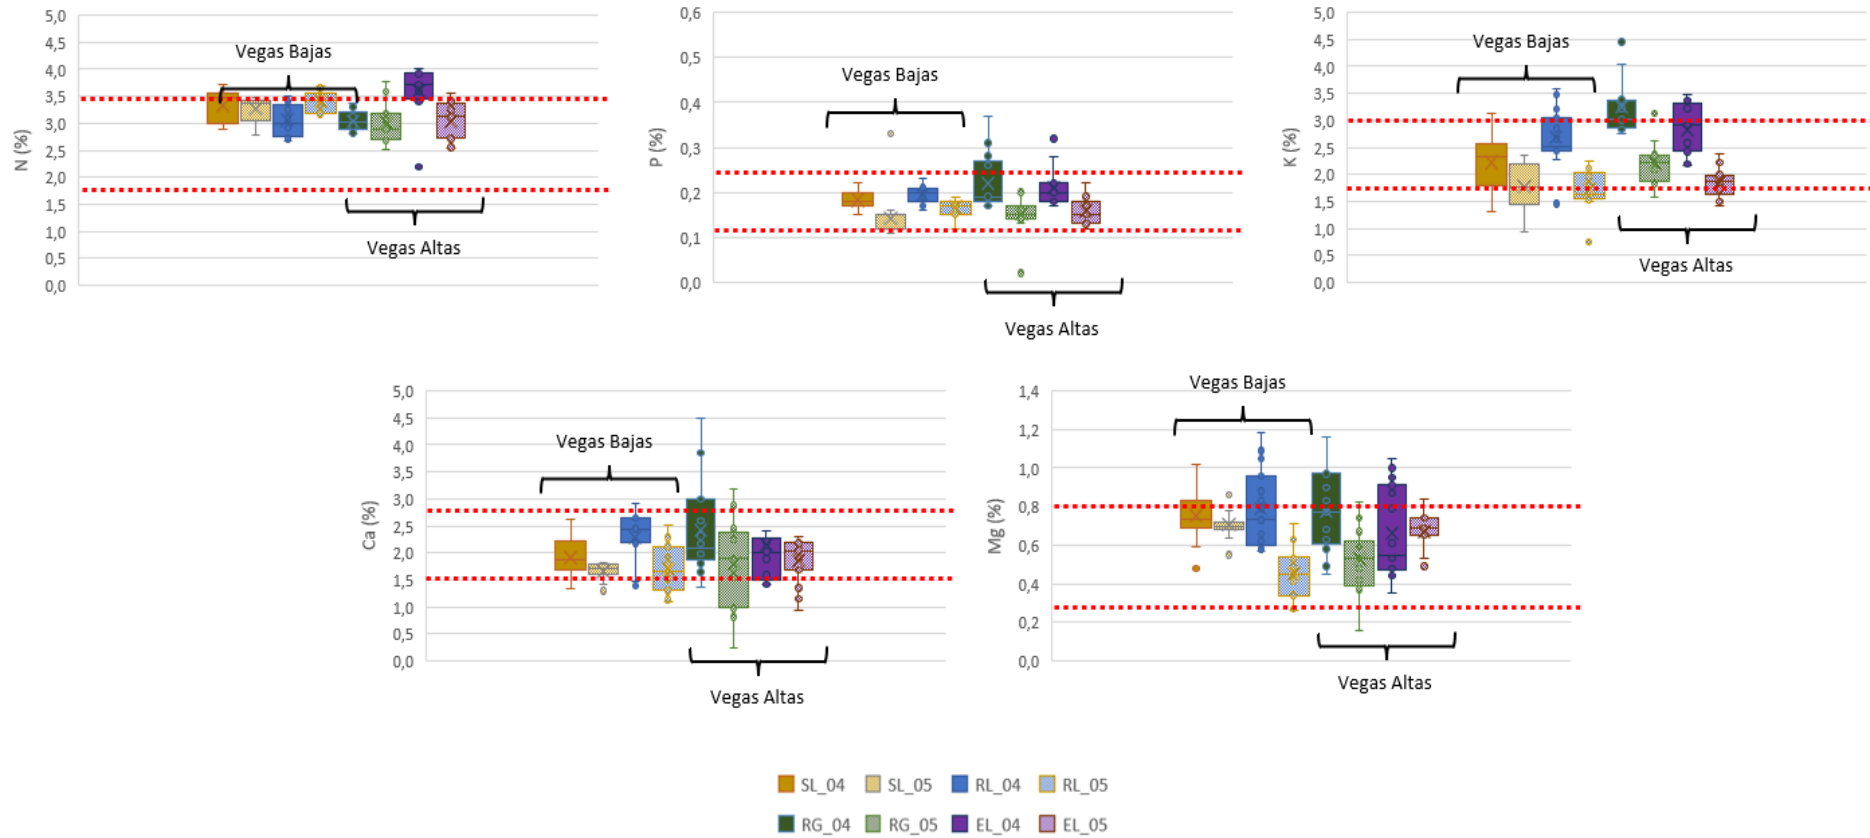 N (%)
5,0
4,5
4,0
3,5
3,0
2,5
2,0
1,5
1,0
0,5
0,0
Vegas Bajas
Vegas Altas
P (%)
0,6
0,5
0,4
0,3
0,2
0,1
0,0
Vegas Bajas
Vegas Altas
K (%)
5,0
4,5
4,0
3,5
3,0
2,5
2,0
1,5
1,0
0,5
0,0
Vegas Bajas
Vegas Altas
Ca (%)
5,0
4,5
4,0
3,5
3,0
2,5
2,0
1,5
1,0
0,5
0,0
Vegas Bajas
Vegas Altas
Mg (%)
1,4
1,2
1,0
0,8
0,6
0,4
0,2
0,0
Vegas Bajas
Vegas Altas
SL_04 SL_05 RL_04 RL_05
RG_04 RG_05 EL_04 EL_05